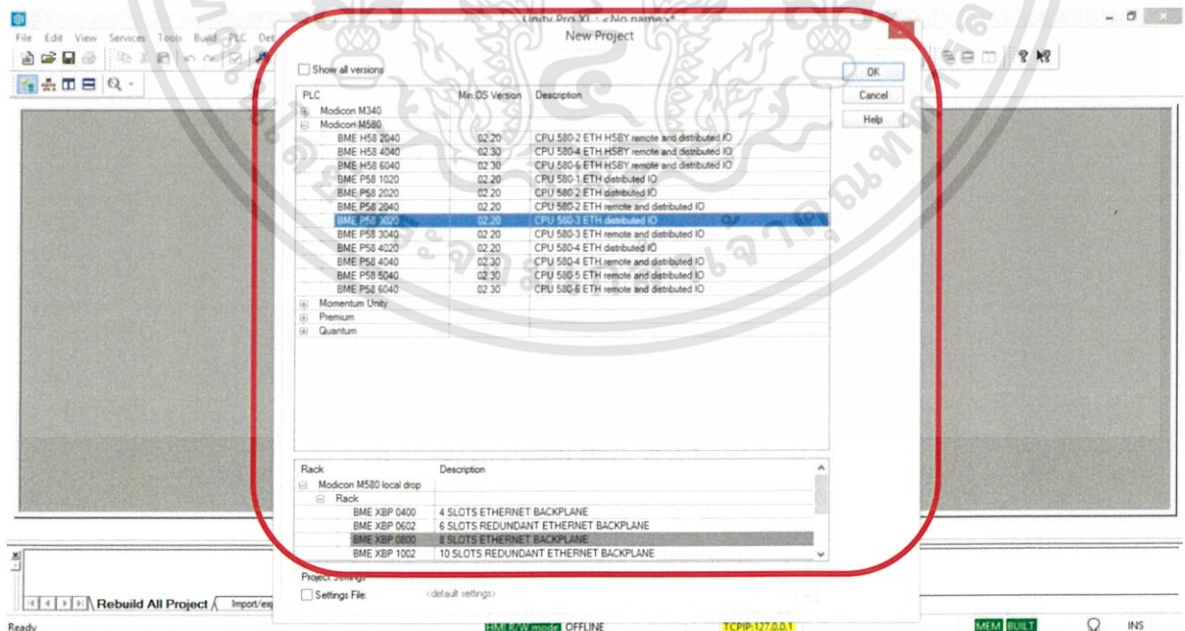 Unity Pro XL : <No name>*
File Edit View Services Tools Build PLC
New Project
Show all versions
OK
Cancel
Help
PLC Min.OS Version Description
Modicon M340
Modicon M580
BME H58 2040 02.20 CPU 580-2 ETH HSBY remote and distributed IO
BME H58 4040 02.30 CPU 580-4 ETH HSBY remote and distributed IO
BME H58 6040 02.30 CPU 580-6 ETH HSBY remote and distributed IO
BME P58 1020 02.20 CPU 580-1 ETH distributed IO
BME P58 2020 02.20 CPU 580-2 ETH distributed IO
BME P58 2040 02.20 CPU 580-2 ETH remote and distributed IO
BME P58 3020 02.20 CPU 580-3 ETH distributed IO
BME P58 3040 02.20 CPU 580-3 ETH remote and distributed IO
BME P58 4020 02.20 CPU 580-4 ETH distributed IO
BME P58 4040 02.30 CPU 580-4 ETH remote and distributed IO
BME P58 5040 02.30 CPU 580-5 ETH remote and distributed IO
BME P58 6040 02.30 CPU 580-6 ETH remote and distributed IO
Momentum Unity
Premium
Quantum
Rack Description
Modicon M580 local drop
Rack
BME XBP 0400 4 SLOTS ETHERNET BACKPLANE
BME XBP 0602 6 SLOTS REDUNDANT ETHERNET BACKPLANE
BME XBP 0800 8 SLOTS ETHERNET BACKPLANE
BME XBP 1002 10 SLOTS REDUNDANT ETHERNET BACKPLANE
Project Settings
Settings File: <default settings>
Rebuild All Project Import/ex
Ready HMI R/W mode OFFLINE TCPIP:127.0.0.1 MEM BUILT INS